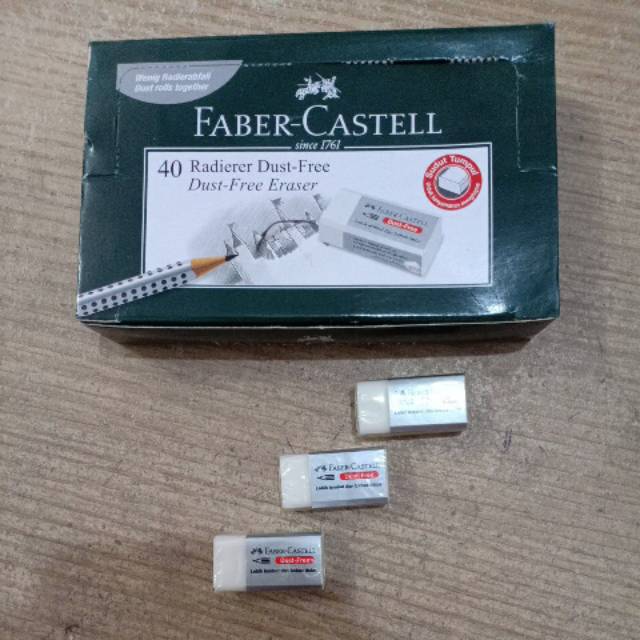 Wenig Radierabfall
Dust rolls together
FABER-CASTELL
since 1761
40 Radierer Dust-Free
Dust-Free Eraser
Sudut Tumpul
FABER-CASTELL
Dust-Free
FABER-CASTELL
Dust-Free
FABER-CASTELL
Dust-Free